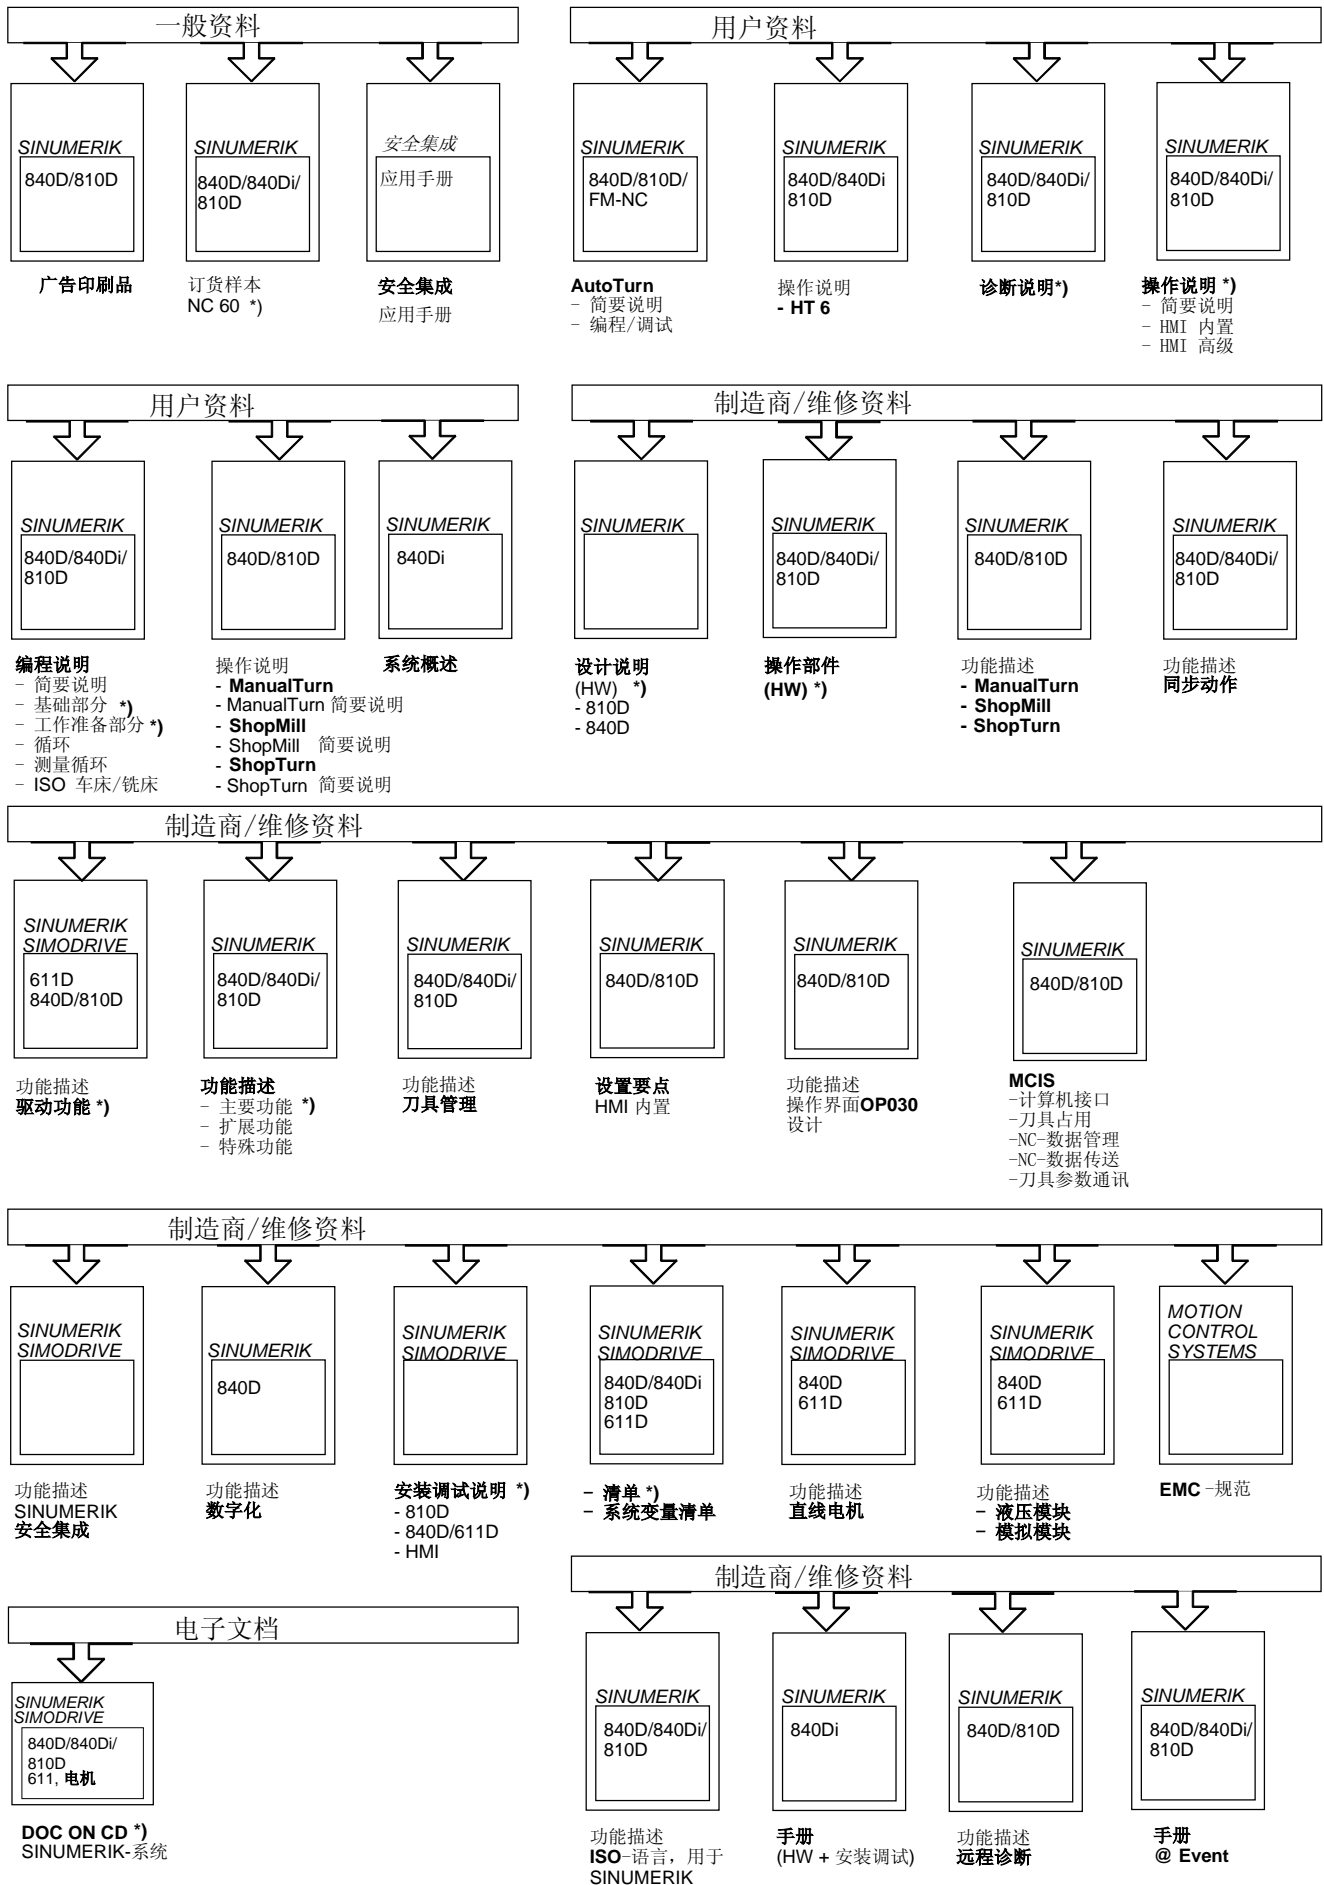 一般资料
SINUMERIK
840D/810D
广告印刷品
SINUMERIK
840D/840Di/
810D
订货样本
NC 60 *)
安全集成
应用手册
安全集成
应用手册
用户资料
SINUMERIK
840D/810D/
FM-NC
AutoTurn
– 简要说明
– 编程/调试
SINUMERIK
840D/840Di
810D
操作说明
- HT 6
SINUMERIK
840D/840Di/
810D
诊断说明*)
SINUMERIK
840D/840Di/
810D
操作说明 *)
– 简要说明
– HMI 内置
– HMI 高级
用户资料
SINUMERIK
840D/840Di/
810D
编程说明
– 简要说明
– 基础部分 *)
– 工作准备部分 *)
– 循环
– 测量循环
– ISO 车床/铣床
SINUMERIK
840D/810D
操作说明
- ManualTurn
- ManualTurn 简要说明
- ShopMill
- ShopMill 简要说明
- ShopTurn
- ShopTurn 简要说明
SINUMERIK
840Di
系统概述
制造商/维修资料
SINUMERIK
设计说明
(HW) *)
- 810D
- 840D
SINUMERIK
840D/840Di/
810D
操作部件
(HW) *)
SINUMERIK
840D/810D
功能描述
- ManualTurn
- ShopMill
- ShopTurn
SINUMERIK
840D/840Di/
810D
功能描述
同步动作
制造商/维修资料
SINUMERIK
SIMODRIVE
611D
840D/810D
功能描述
驱动功能 *)
SINUMERIK
840D/840Di/
810D
功能描述
– 主要功能 *)
– 扩展功能
– 特殊功能
SINUMERIK
840D/840Di/
810D
功能描述
刀具管理
SINUMERIK
840D/810D
设置要点
HMI 内置
SINUMERIK
840D/810D
功能描述
操作界面OP030
设计
SINUMERIK
840D/810D
MCIS
–计算机接口
–刀具占用
–NC–数据管理
–NC–数据传送
–刀具参数通讯
制造商/维修资料
SINUMERIK
SIMODRIVE
功能描述
SINUMERIK
安全集成
SINUMERIK
840D
功能描述
数字化
SINUMERIK
SIMODRIVE
安装调试说明 *)
- 810D
- 840D/611D
- HMI
SINUMERIK
SIMODRIVE
840D/840Di
810D
611D
– 清单 *)
– 系统变量清单
SINUMERIK
SIMODRIVE
840D
611D
功能描述
直线电机
SINUMERIK
SIMODRIVE
840D
611D
功能描述
– 液压模块
– 模拟模块
MOTION
CONTROL
SYSTEMS
EMC –规范
电子文档
SINUMERIK
SIMODRIVE
840D/840Di/
810D
611, 电机
DOC ON CD *)
SINUMERIK-系统
制造商/维修资料
SINUMERIK
840D/840Di/
810D
功能描述
ISO–语言, 用于
SINUMERIK
SINUMERIK
840Di
手册
(HW + 安装调试)
SINUMERIK
840D/810D
功能描述
远程诊断
SINUMERIK
840D/840Di/
810D
手册
@ Event